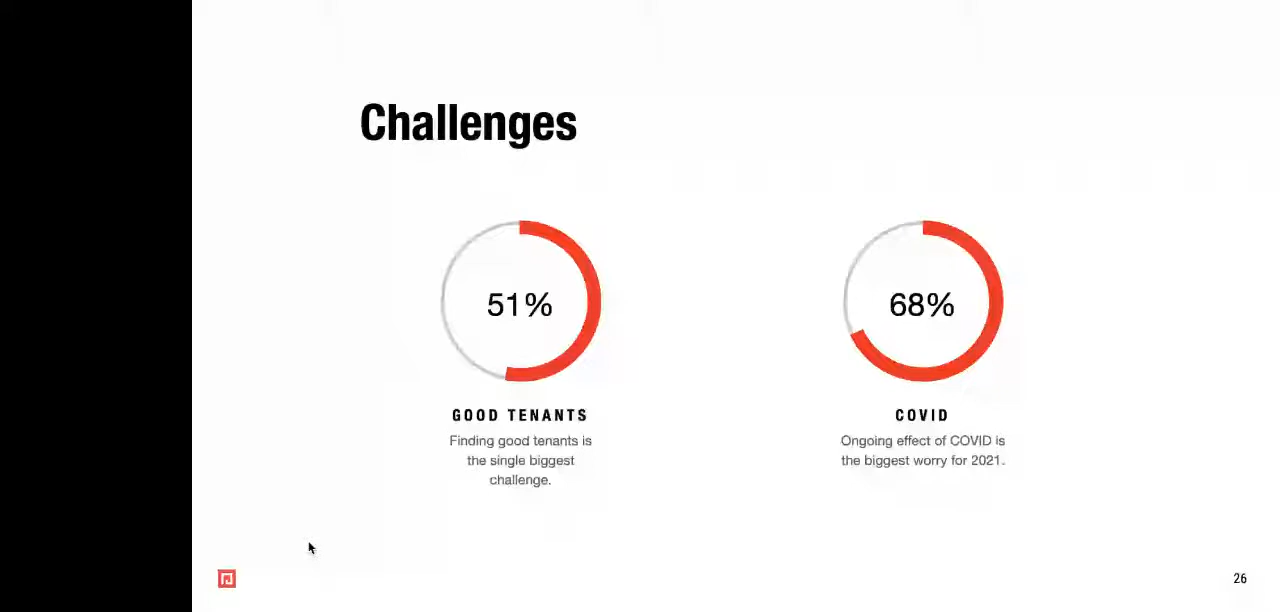 Challenges
51%
68%
GOOD TENANTS
Finding good tenants is
the single biggest
challenge.
COVID
Ongoing effect of COVID is
the biggest worry for 2021.
26